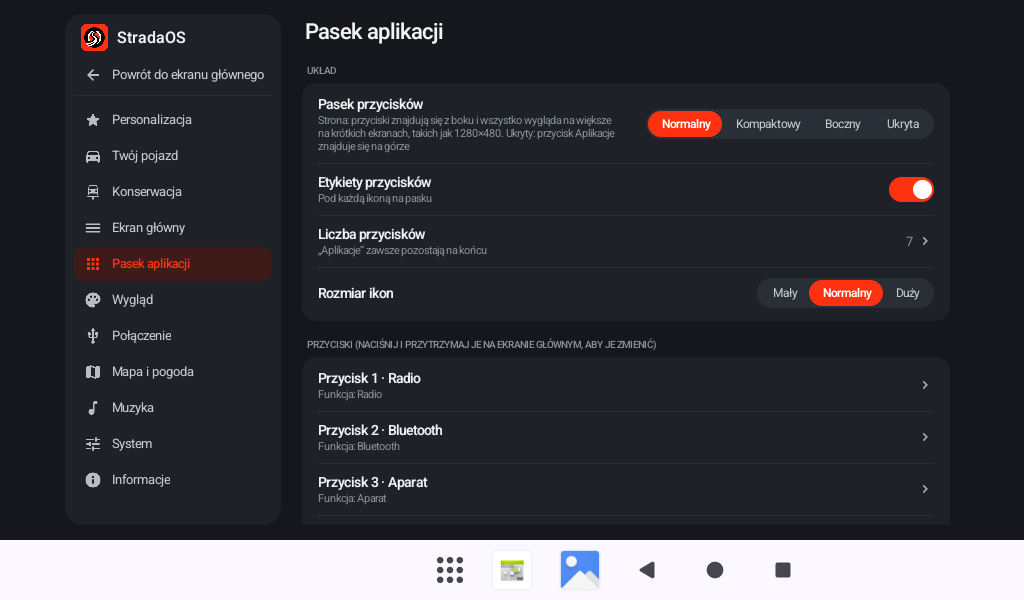 StradaOS
Powrót do ekranu głównego
Personalizacja
Twój pojazd
Konserwacja
Ekran główny
Pasek aplikacji
Wygląd
Połączenie
Mapa i pogoda
Muzyka
System
Informacje
Pasek aplikacji
UKŁAD
Pasek przycisków
Strona: przyciski znajdują się z boku i wszystko wygląda na większe
na krótkich ekranach, takich jak 1280×480. Ukryty: przycisk Aplikacje
znajduje się na górze
Normalny Kompaktowy Boczny Ukryta
Etykiety przycisków
Pod każdą ikoną na pasku
Liczba przycisków
„Aplikacje” zawsze pozostają na końcu
7
Rozmiar ikon
Mały Normalny Duży
PRZYCISKI (NACIŚNIJ I PRZYTRZYMAJ JE NA EKRANIE GŁÓWNYM, ABY JE ZMIENIĆ)
Przycisk 1 · Radio
Funkcja: Radio
Przycisk 2 · Bluetooth
Funkcja: Bluetooth
Przycisk 3 · Aparat
Funkcja: Aparat